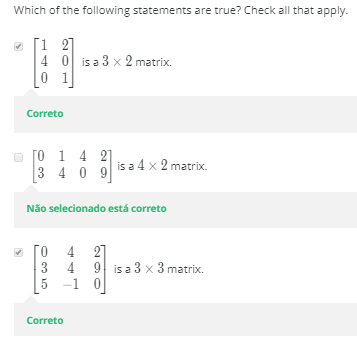 Which of the following statements are true? Check all that apply.
[1 2
4 0
0 1] is a 3 × 2 matrix.
Correto
[0 1 4 2
3 4 0 9] is a 4 × 2 matrix.
Não selecionado está correto
[0 4 2
3 4 9
5 −1 0] is a 3 × 3 matrix.
Correto